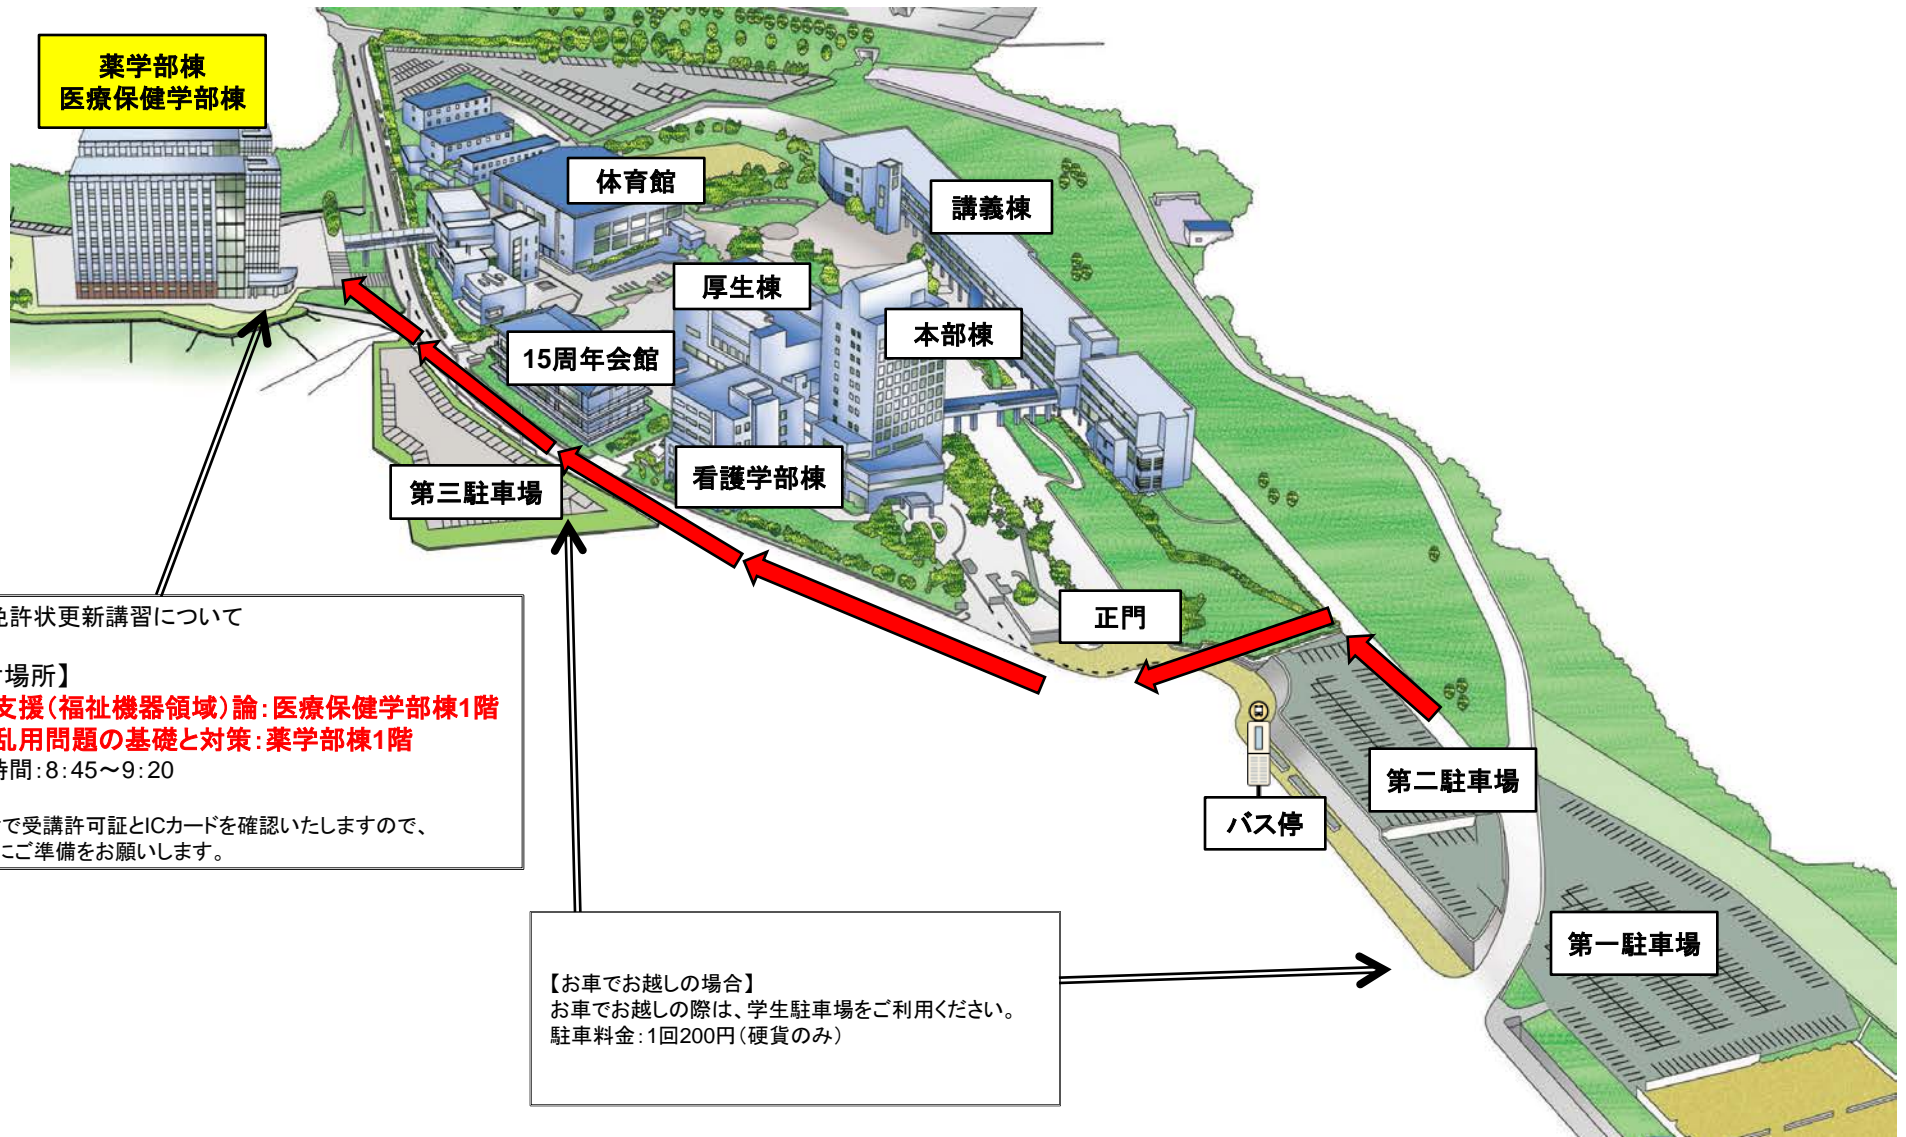 薬学部棟
医療保健学部棟
体育館
講義棟
厚生棟
本部棟
15周年会館
看護学部棟
第三駐車場
正門
免許状更新講習について
場所】
支援（福祉機器領域）論：医療保健学部棟1階
乱用問題の基礎と対策：薬学部棟1階
時間：8：45～9：20
で受講許可証とICカードを確認いたしますので、
にご準備をお願いします。
第二駐車場
バス停
第一駐車場
【お車でお越しの場合】
お車でお越しの際は、学生駐車場をご利用ください。
駐車料金：1回200円（硬貨のみ）